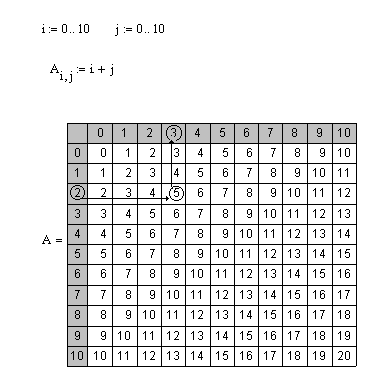 i := 0 .. 10 j := 0 .. 10
A i,j := i + j
0 1 2 3 4 5 6 7 8 9 10
0 0 1 2 3 4 5 6 7 8 9 10
1 1 2 3 4 5 6 7 8 9 10 11
2 2 3 4 5 6 7 8 9 10 11 12
3 3 4 5 6 7 8 9 10 11 12 13
4 4 5 6 7 8 9 10 11 12 13 14
A = 5 5 6 7 8 9 10 11 12 13 14 15
6 6 7 8 9 10 11 12 13 14 15 16
7 7 8 9 10 11 12 13 14 15 16 17
8 8 9 10 11 12 13 14 15 16 17 18
9 9 10 11 12 13 14 15 16 17 18 19
10 10 11 12 13 14 15 16 17 18 19 20